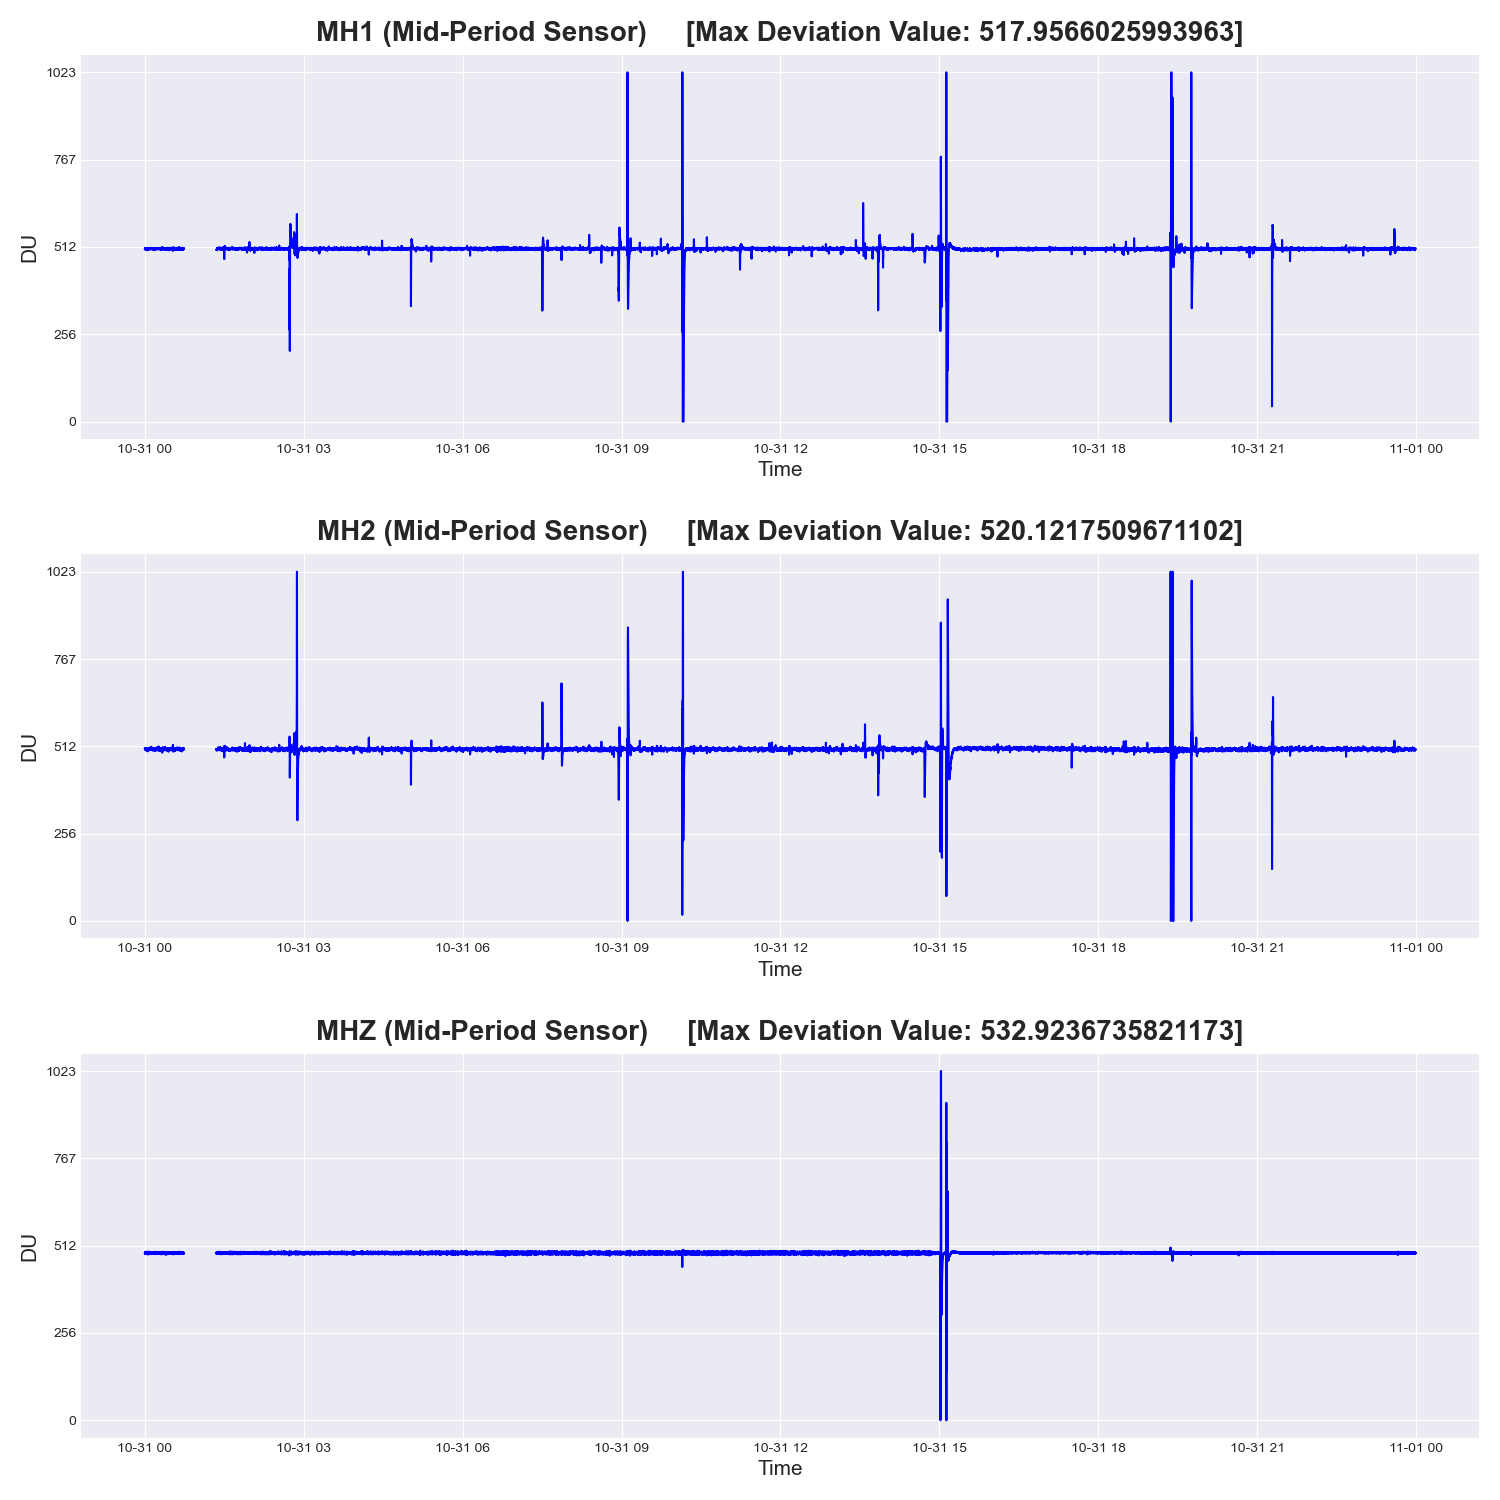 MH1 (Mid-Period Sensor) [Max Deviation Value: 517.9566025993963]
1023
767
512
256
0
DU
10-31 00 10-31 03 10-31 06 10-31 09 10-31 12 10-31 15 10-31 18 10-31 21 11-01 00
Time
MH2 (Mid-Period Sensor) [Max Deviation Value: 520.1217509671102]
1023
767
512
256
0
DU
10-31 00 10-31 03 10-31 06 10-31 09 10-31 12 10-31 15 10-31 18 10-31 21 11-01 00
Time
MHZ (Mid-Period Sensor) [Max Deviation Value: 532.9236735821173]
1023
767
512
256
0
DU
10-31 00 10-31 03 10-31 06 10-31 09 10-31 12 10-31 15 10-31 18 10-31 21 11-01 00
Time